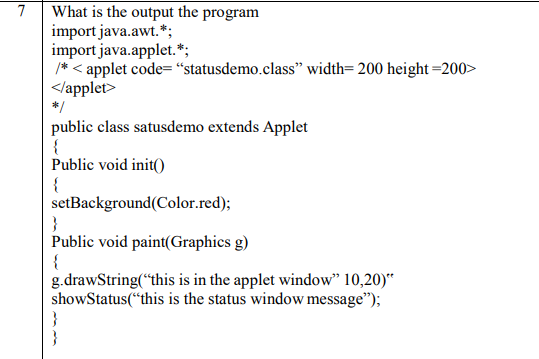 7 What is the output the program
import java.awt.*;
import java.applet.*;
/* < applet code= “statusdemo.class” width= 200 height =200>
</applet>
*/
public class satusdemo extends Applet
{
Public void init()
{
setBackground(Color.red);
}
Public void paint(Graphics g)
{
g.drawString(“this is in the applet window” 10,20)“
showStatus(“this is the status window message”);
}
}